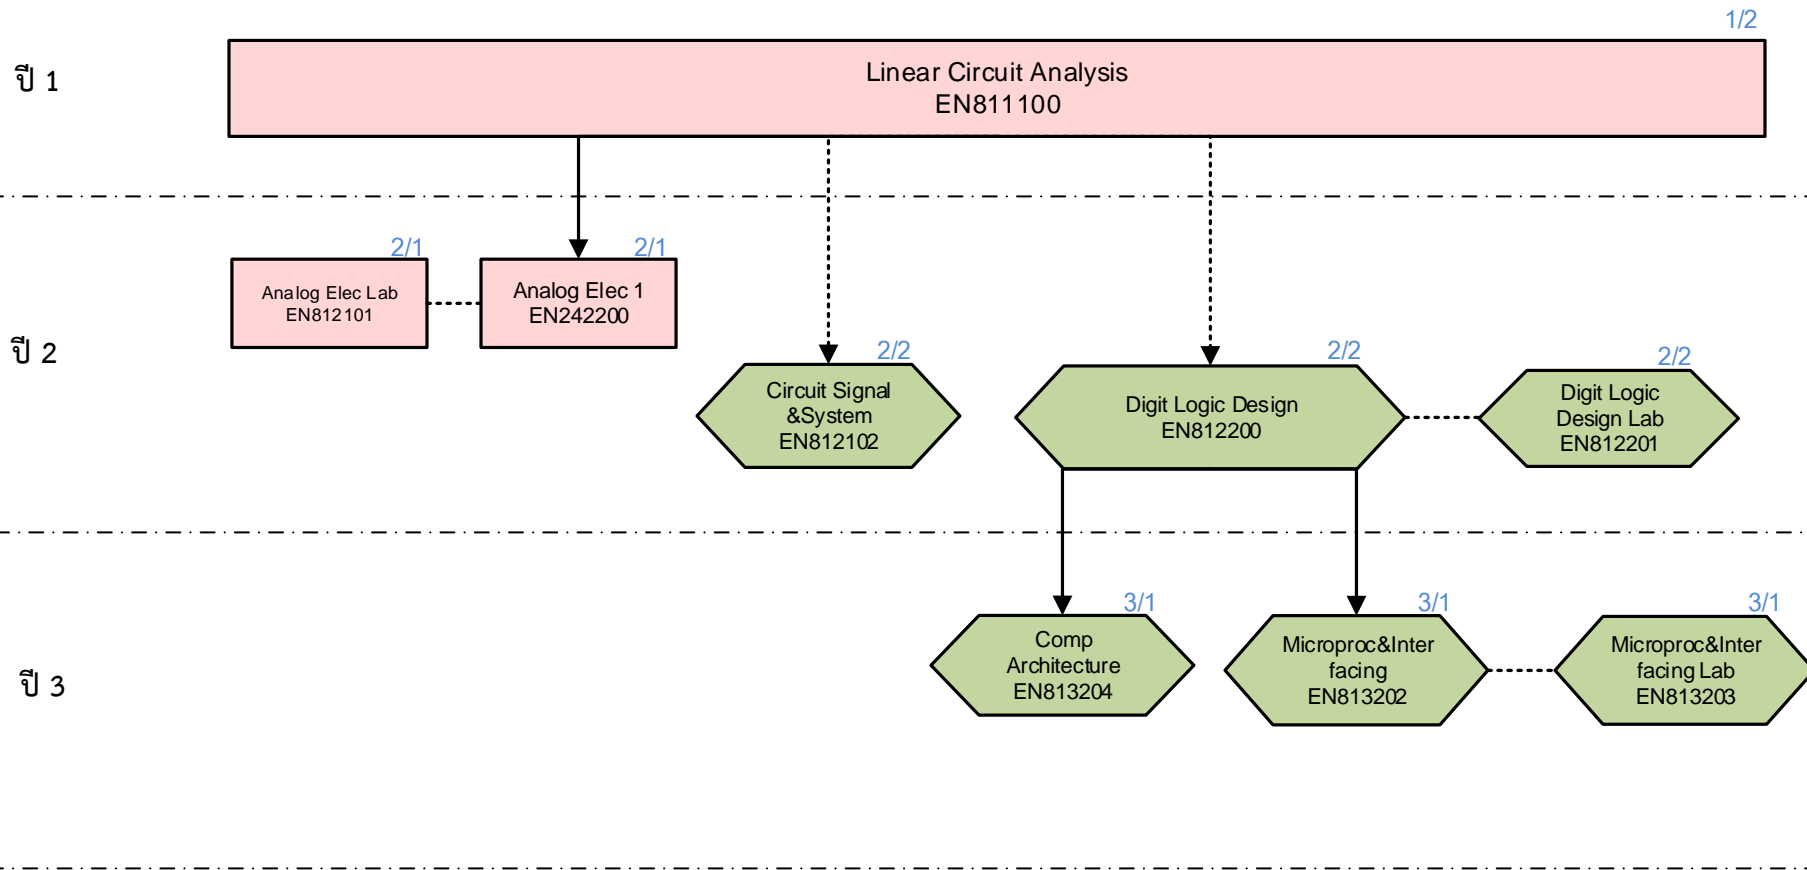 1/2
ปี 1
Linear Circuit Analysis
EN811100
2/1
2/1
Analog Elec Lab
EN812101
Analog Elec 1
EN242200
ปี 2
2/2
2/2
2/2
Circuit Signal
&System
EN812102
Digit Logic Design
EN812200
Digit Logic
Design Lab
EN812201
3/1
3/1
3/1
ปี 3
Comp
Architecture
EN813204
Microproc&Inter
facing
EN813202
Microproc&Inter
facing Lab
EN813203